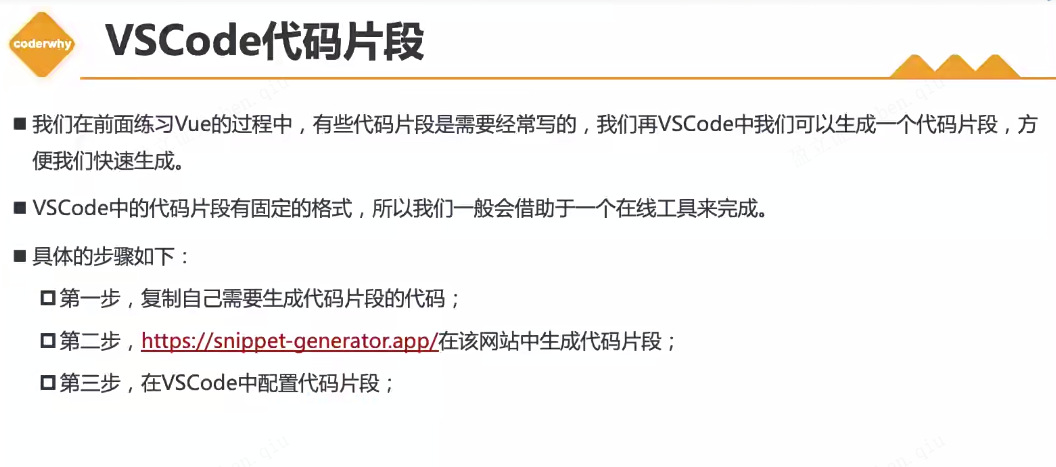 coderwhy
VSCode代码片段
我们在前面练习Vue的过程中，有些代码片段是需要经常写的，我们再VSCode中我们可以生成一个代码片段，方
便我们快速生成。
VSCode中的代码片段有固定的格式，所以我们一般会借助于一个在线工具来完成。
具体的步骤如下：
第一步，复制自己需要生成代码片段的代码；
第二步，https://snippet-generator.app/在该网站中生成代码片段；
第三步，在VSCode中配置代码片段；